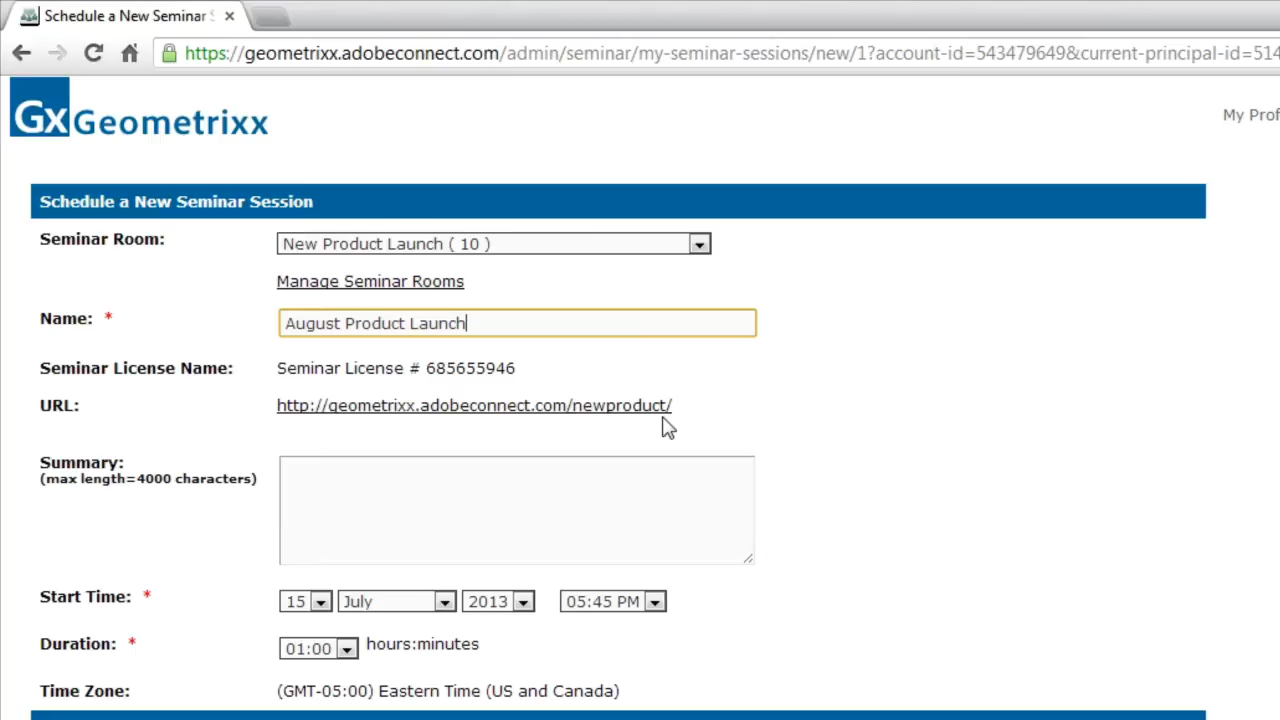 Schedule a New Seminar S
https://geometrixx.adobeconnect.com/admin/seminar/my-seminar-sessions/new/1?account-id=543479649&current-principal-id=514
Gx Geometrixx
My Prof
Schedule a New Seminar Session
Seminar Room:
New Product Launch ( 10 )
Manage Seminar Rooms
Name: *
August Product Launch
Seminar License Name:
Seminar License # 685655946
URL:
http://geometrixx.adobeconnect.com/newproduct/
Summary:
(max length=4000 characters)
Start Time: *
15 July 2013 05:45 PM
Duration: *
01:00 hours:minutes
Time Zone:
(GMT-05:00) Eastern Time (US and Canada)